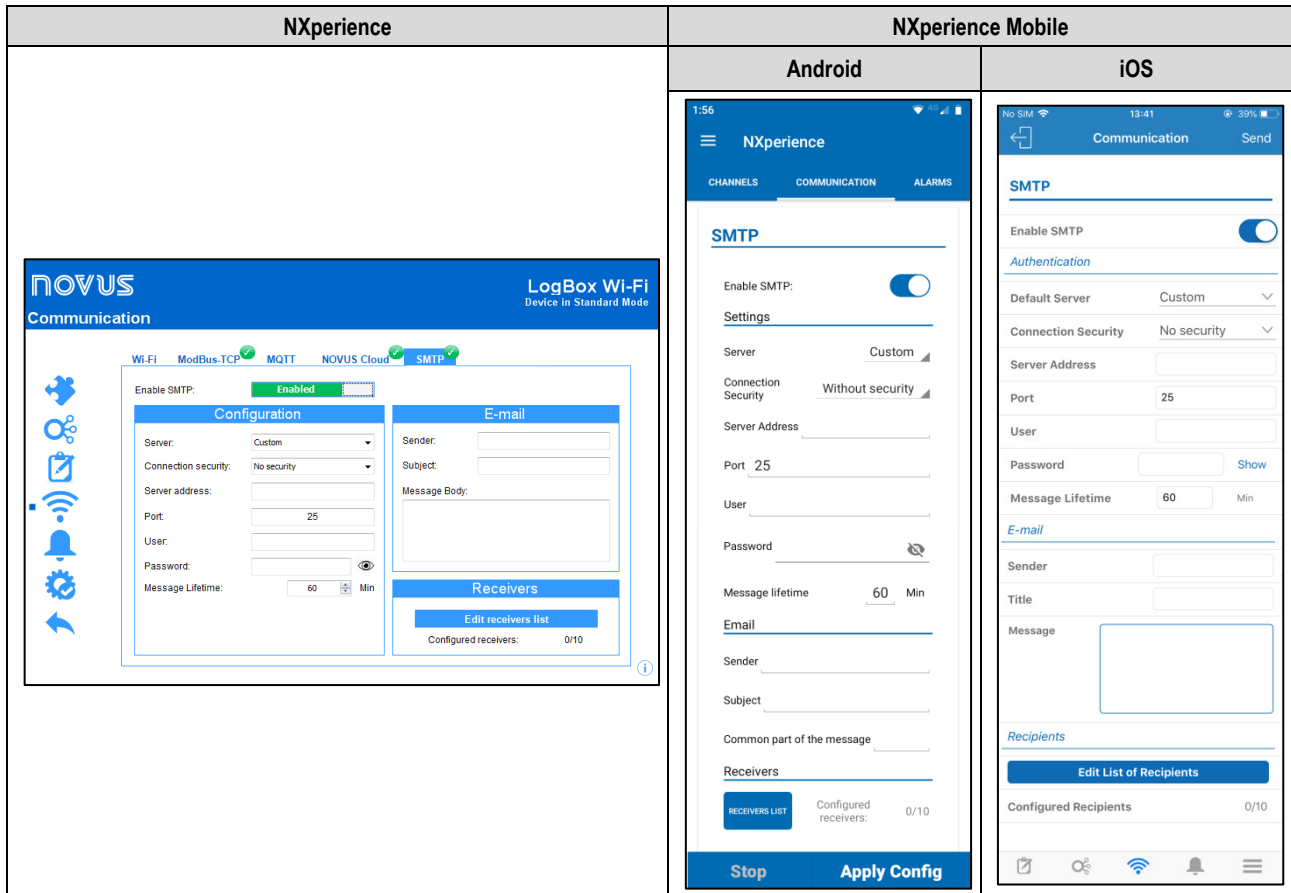 NXperience
NXperience Mobile
Android
iOS
novus
LogBox Wi-Fi
Device in Standard Mode
Communication
Wi-Fi ModBus-TCP MQTT NOVUS Cloud SMTP
Enable SMTP: Enabled
Configuration
Server: Custom
Connection security: No security
Server address:
Port: 25
User:
Password:
Message Lifetime: 60 Min
E-mail
Sender:
Subject:
Message Body:
Receivers
Edit receivers list
Configured receivers: 0/10
i
1:56 4G
NXperience
CHANNELS COMMUNICATION ALARMS
SMTP
Enable SMTP:
Settings
Server Custom
Connection
Security Without security
Server Address
Port 25
User
Password
Message lifetime 60 Min
Email
Sender
Subject
Common part of the message
Receivers
RECEIVERS LIST Configured
receivers: 0/10
Stop Apply Config
No SIM 13:41 39%
Communication Send
SMTP
Enable SMTP
Authentication
Default Server Custom
Connection Security No security
Server Address
Port 25
User
Password Show
Message Lifetime 60 Min
E-mail
Sender
Title
Message
Recipients
Edit List of Recipients
Configured Recipients 0/10